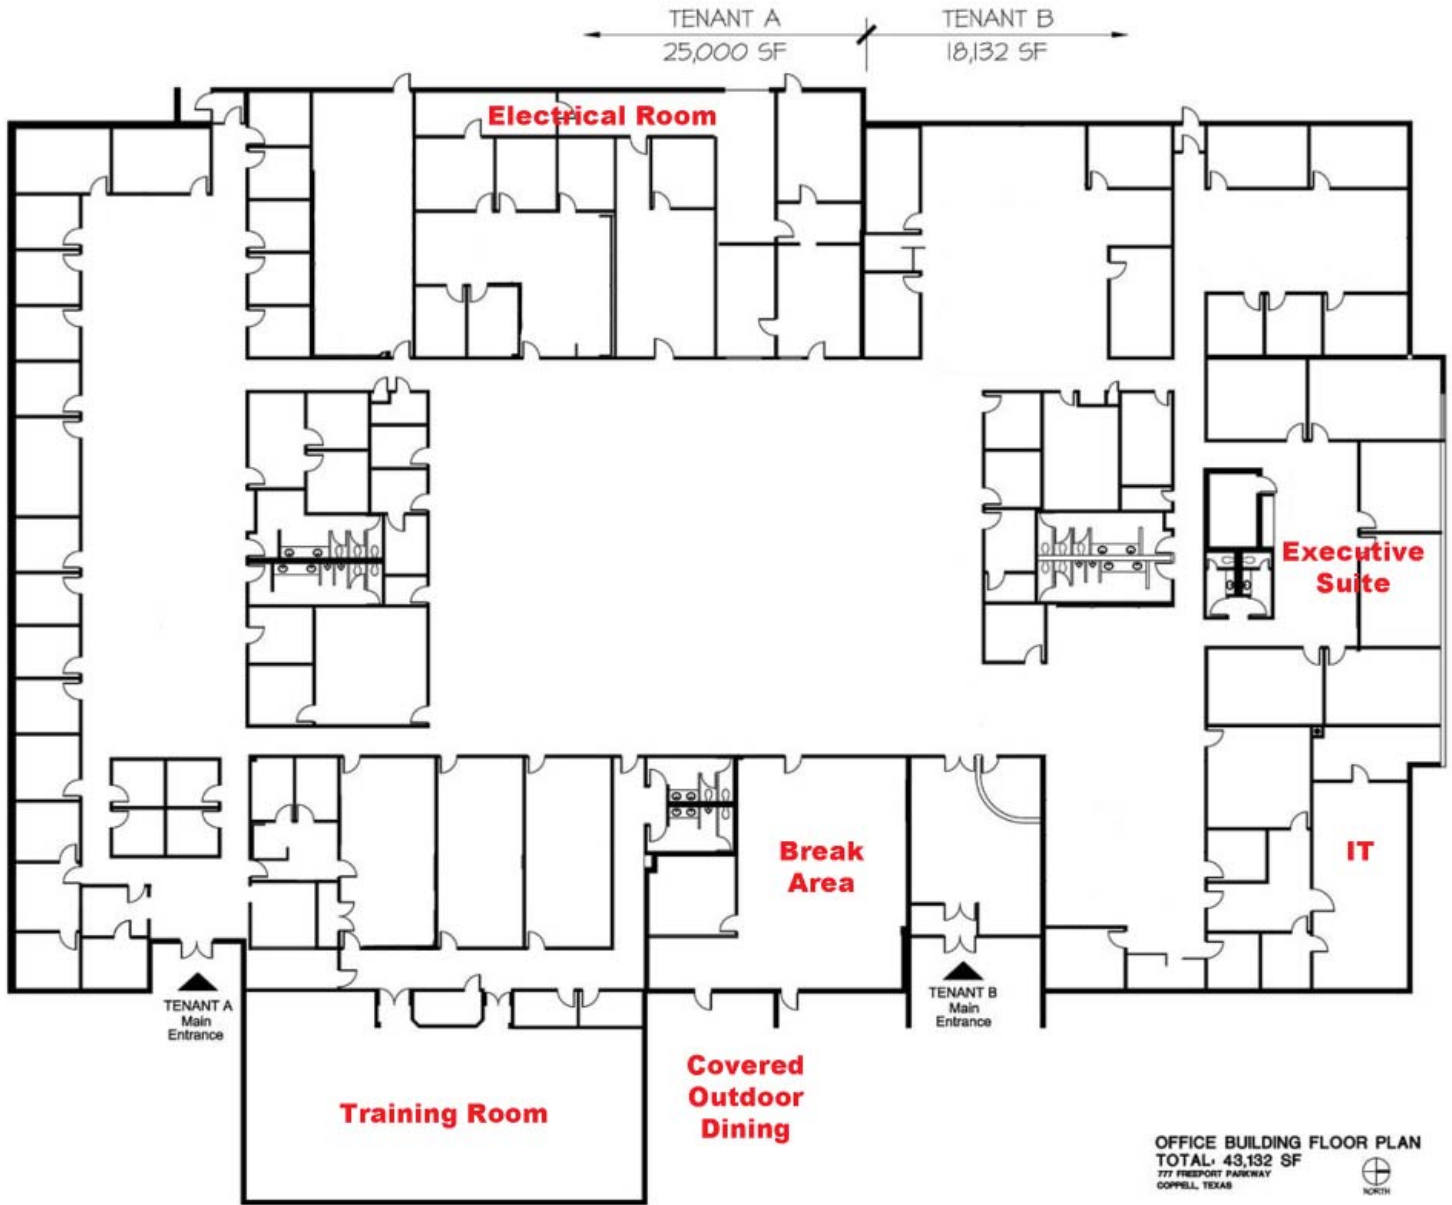 TENANT A
TENANT B
25,000 SF
18,132 SF
Electrical Room
Executive
Suite
Break
Area
IT
TENANT A
Main
Entrance
TENANT B
Main
Entrance
Covered
Outdoor
Dining
Training Room
OFFICE BUILDING FLOOR PLAN
TOTAL: 43,132 SF
777 FREEPORT PARKWAY
COPPELL, TEXAS
NORTH